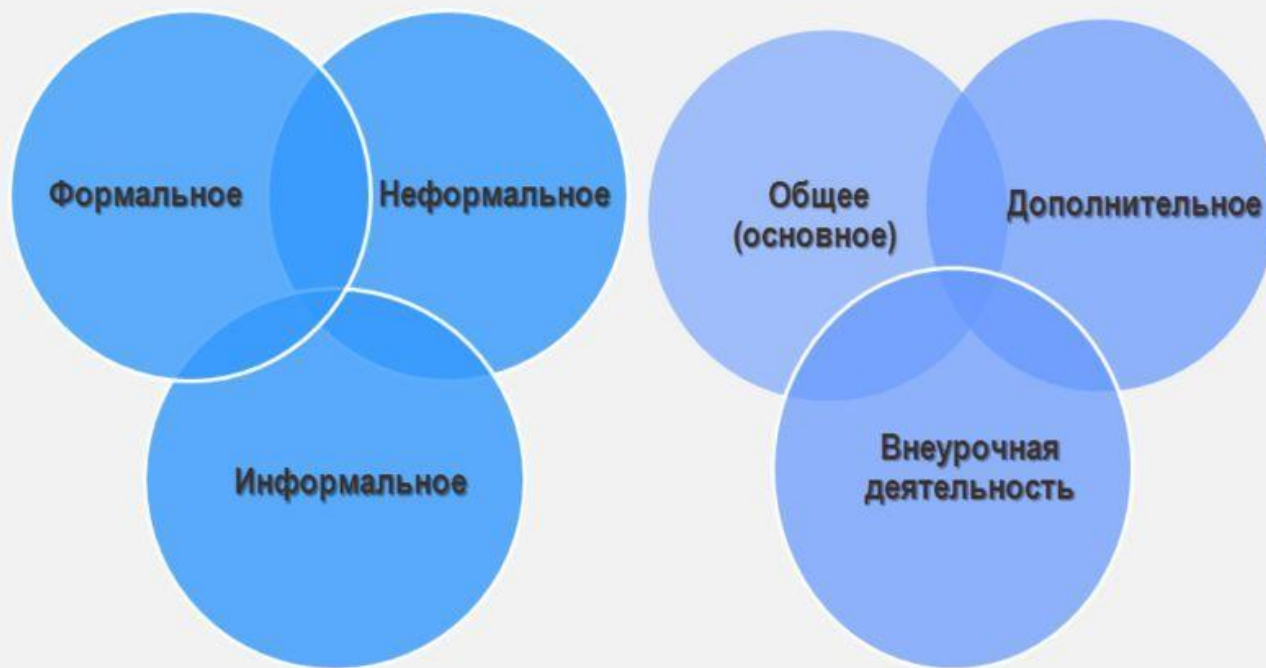 Формальное
Неформальное
Информальное
Общее
(основное)
Дополнительное
Внеурочная
деятельность